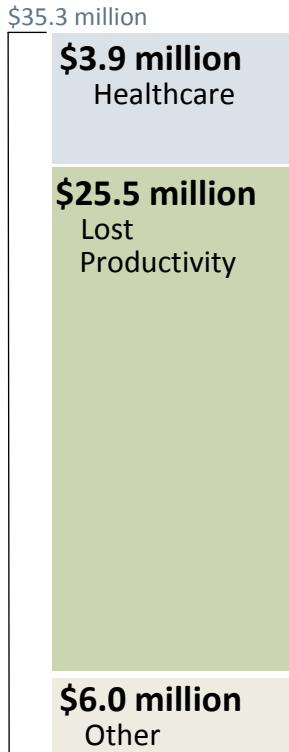 $35.3 million
$3.9 million
Healthcare
$25.5 million
Lost
Productivity
$6.0 million
Other